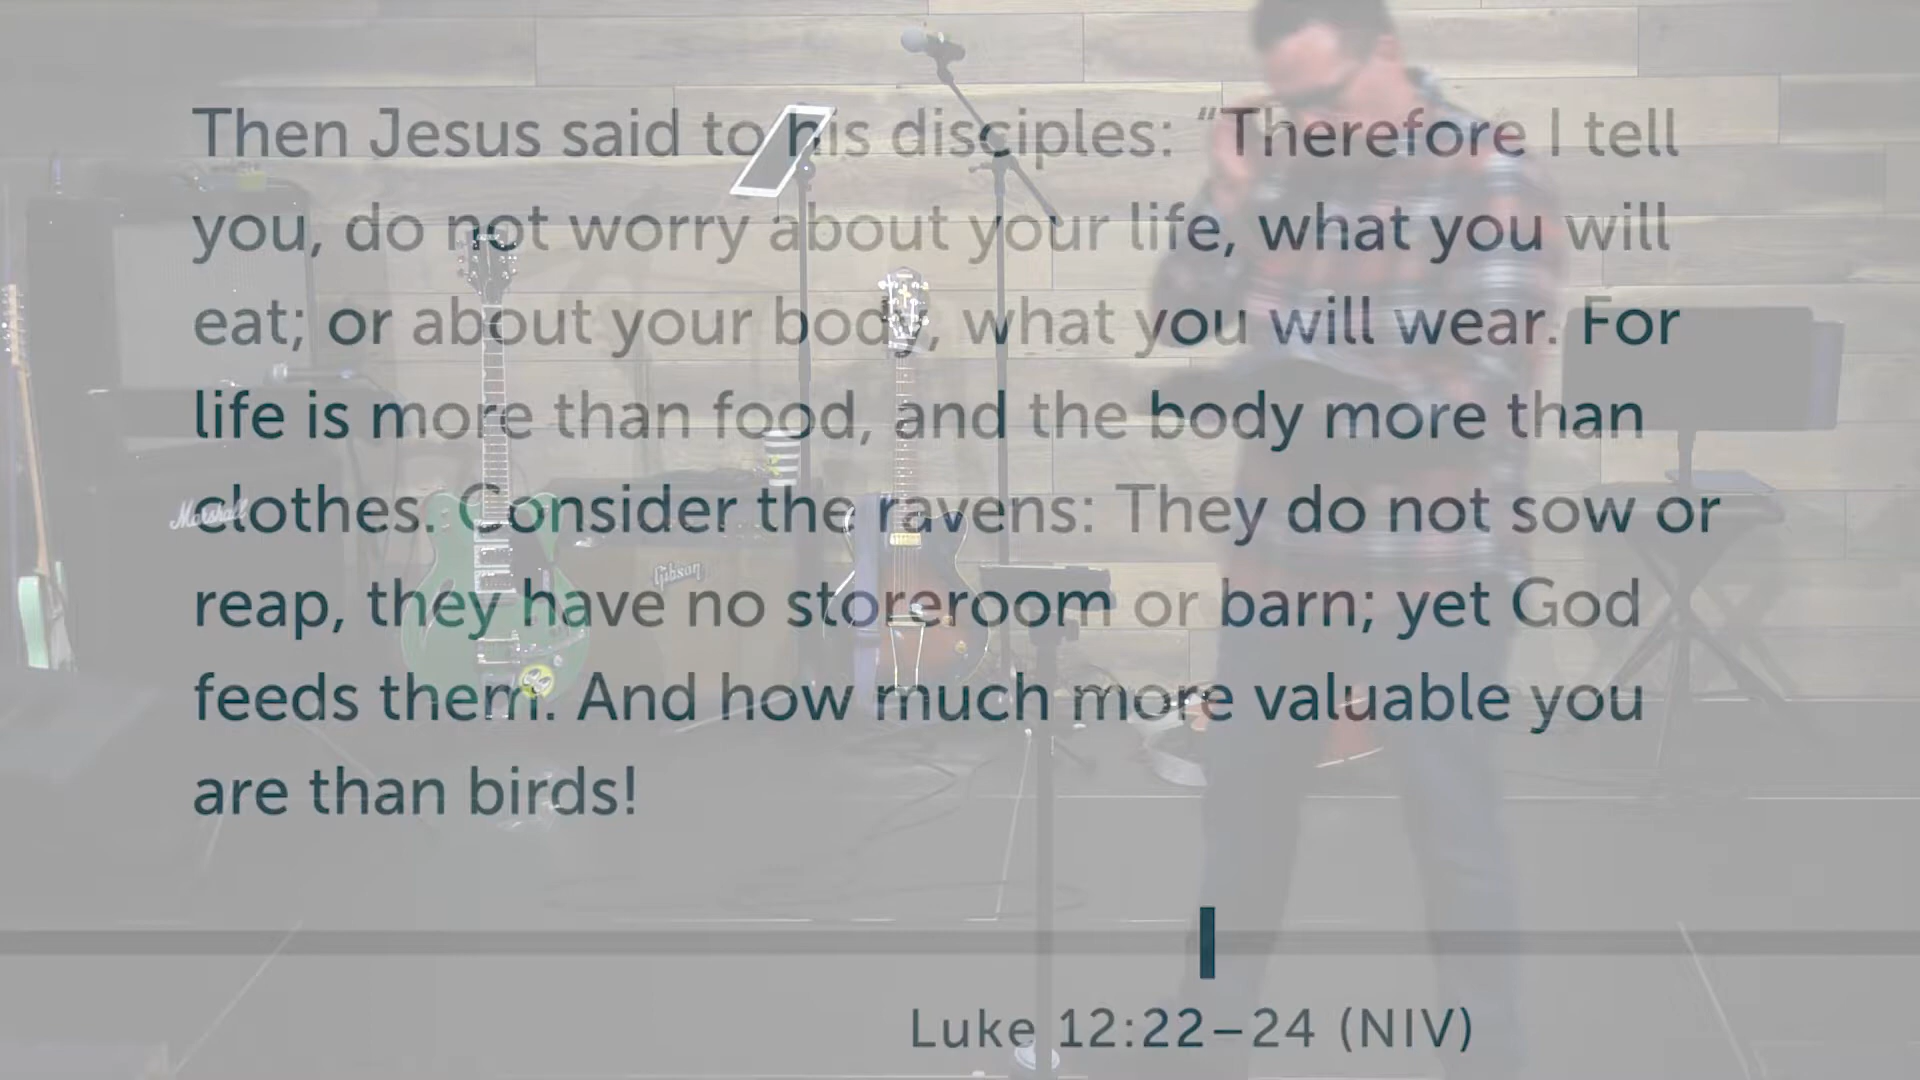 Then Jesus said to his disciples: “Therefore I tell
you, do not worry about your life, what you will
eat; or about your body, what you will wear. For
life is more than food, and the body more than
clothes. Consider the ravens: They do not sow or
reap, they have no storeroom or barn; yet God
feeds them. And how much more valuable you
are than birds!
Marshall
Gibson
Luke 12:22–24 (NIV)